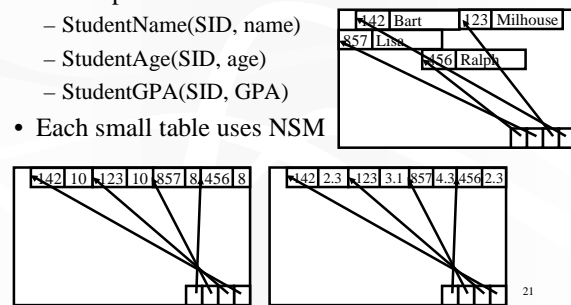 – StudentName(SID, name)
– StudentAge(SID, age)
– StudentGPA(SID, GPA)
• Each small table uses NSM
142 Bart 123 Milhouse
857 Lisa
456 Ralph
142 10 123 10 857 8 456 8
142 2.3 123 3.1 857 4.3 456 2.3
21